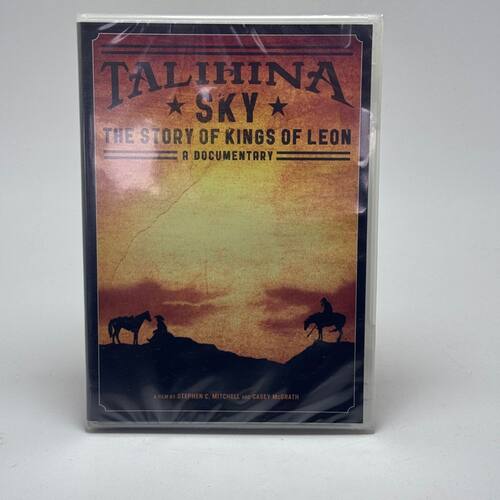 TALIHINA
SKY
THE STORY OF KINGS OF LEON
A DOCUMENTARY
A FILM BY STEPHEN C. MITCHELL AND CASEY McGRATH